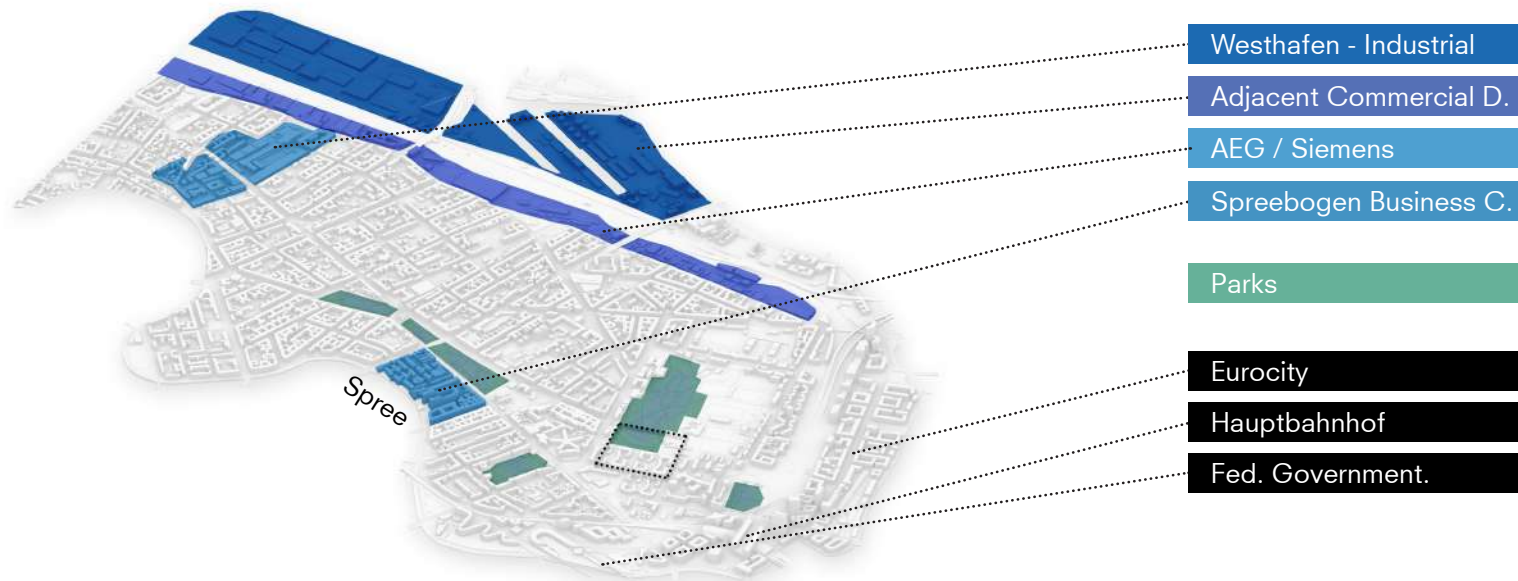 Westhafen - Industrial
Adjacent Commercial D.
AEG / Siemens
Spreebogen Business C.
Parks
Eurocity
Hauptbahnhof
Fed. Government.
Spree